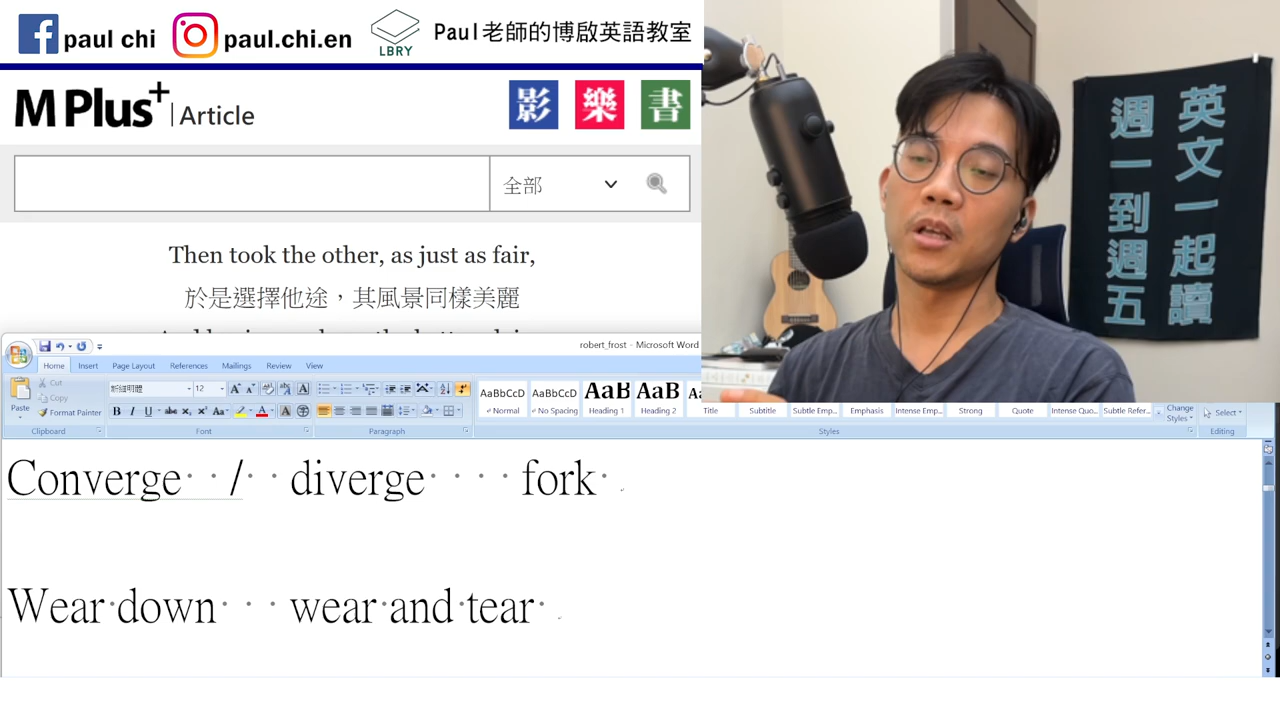 paul chi
paul.chi.en
LBRY
Paul老師的博啟英語教室
M Plus+ | Article
影 樂 書
全部
Then took the other, as just as fair,
於是選擇他途，其風景同樣美麗
robert_frost - Microsoft Word
Home Insert Page Layout References Mailings Review View
Paste
Cut
Copy
Format Painter
新細明體 12
AaBbCcD AaBbCcD AaBb AaB
Normal No Spacing Heading 1 Heading 2 Title Subtitle Subtle Emp... Emphasis Intense Emp... Strong Quote Intense Quo... Subtle Refer...
Change Styles
Select
Clipboard Font Paragraph Styles Editing
Converge / diverge fork
Wear down wear and tear
英文一起讀
週一到週五